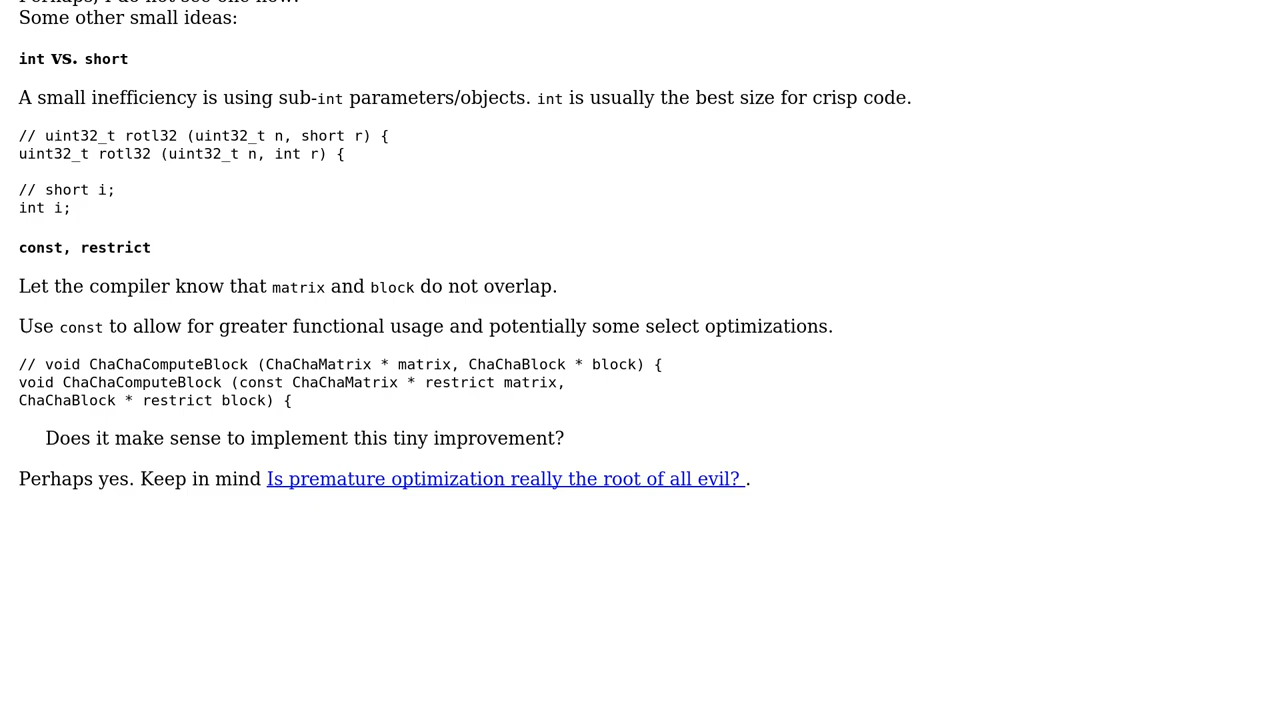 Some other small ideas:
int vs. short
A small inefficiency is using sub-int parameters/objects. int is usually the best size for crisp code.
// uint32_t rotl32 (uint32_t n, short r) {
uint32_t rotl32 (uint32_t n, int r) {
// short i;
int i;
const, restrict
Let the compiler know that matrix and block do not overlap.
Use const to allow for greater functional usage and potentially some select optimizations.
// void ChaChaComputeBlock (ChaChaMatrix * matrix, ChaChaBlock * block) {
void ChaChaComputeBlock (const ChaChaMatrix * restrict matrix,
ChaChaBlock * restrict block) {
Does it make sense to implement this tiny improvement?
Perhaps yes. Keep in mind Is premature optimization really the root of all evil? .